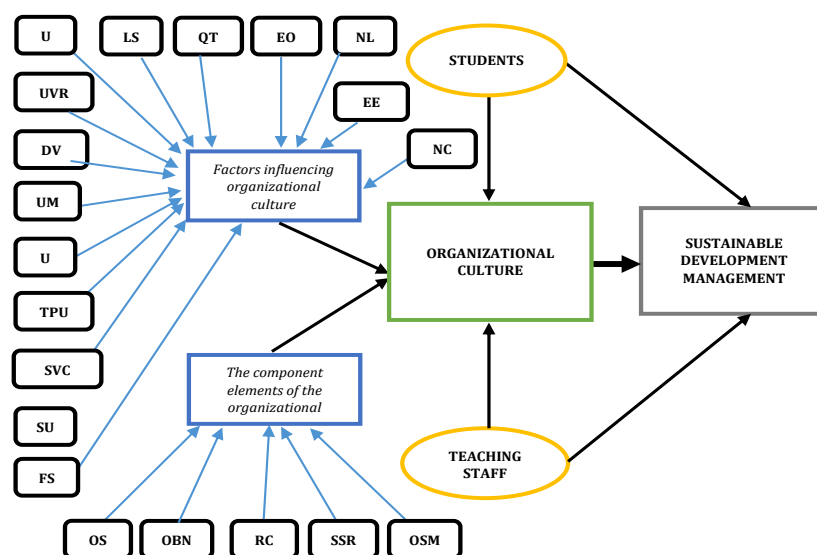 U
LS
QT
EO
NL
UVR
EE
DV
NC
UM
U
TPU
SVC
SU
FS
Factors influencing
organizational
culture
The component
elements of the
organizational
OS
OBN
RC
SSR
OSM
STUDENTS
ORGANIZATIONAL
CULTURE
TEACHING
STAFF
SUSTAINABLE
DEVELOPMENT
MANAGEMENT